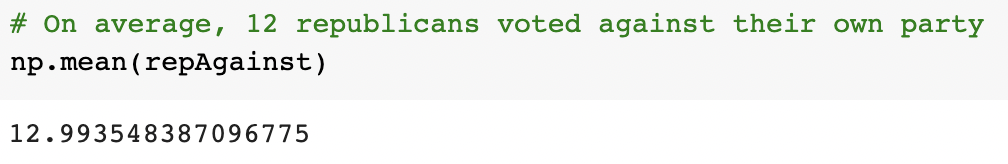 # On average, 12 republicans voted against their own party
np.mean(repAgainst)
12.993548387096775